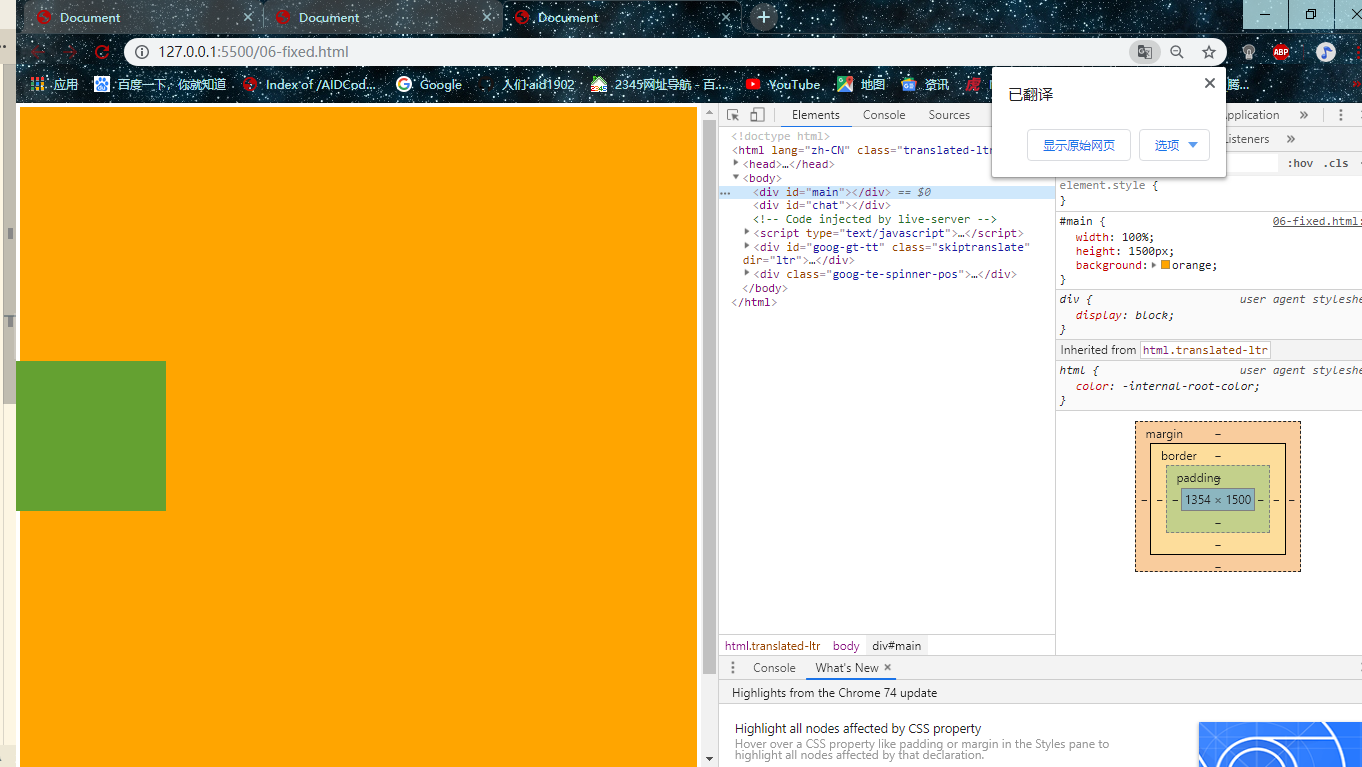 Document
Document
Document
127.0.0.1:5500/06-fixed.html
ABP
应用
百度一下，你就知道
Index of /AIDCod...
Google
人们 aid1902
2345网址导航 - 百...
YouTube
地图
资讯
腾...
已翻译
显示原始网页
选项
Elements
Console
Sources
Application
»
<!doctype html>
<html lang="zh-CN" class="translated-ltr
<head>…</head>
<body>
<div id="main"></div> == $0
<div id="chat"></div>
<!-- Code injected by live-server -->
<script type="text/javascript">…</script>
<div id="goog-gt-tt" class="skiptranslate"
dir="ltr">…</div>
<div class="goog-te-spinner-pos">…</div>
</body>
</html>
html.translated-ltr
body
div#main
isteners
»
:hov .cls
element.style {
}
#main {
06-fixed.html:
width: 100%;
height: 1500px;
background: orange;
}
div {
user agent styleshe
display: block;
}
Inherited from html.translated-ltr
html {
user agent styleshe
color: -internal-root-color;
}
margin –
border –
padding –
– – – 1354 × 1500 – – –
–
–
–
Console
What's New ×
Highlights from the Chrome 74 update
Highlight all nodes affected by CSS property
Hover over a CSS property like padding or margin in the Styles pane to
highlight all nodes affected by that declaration.